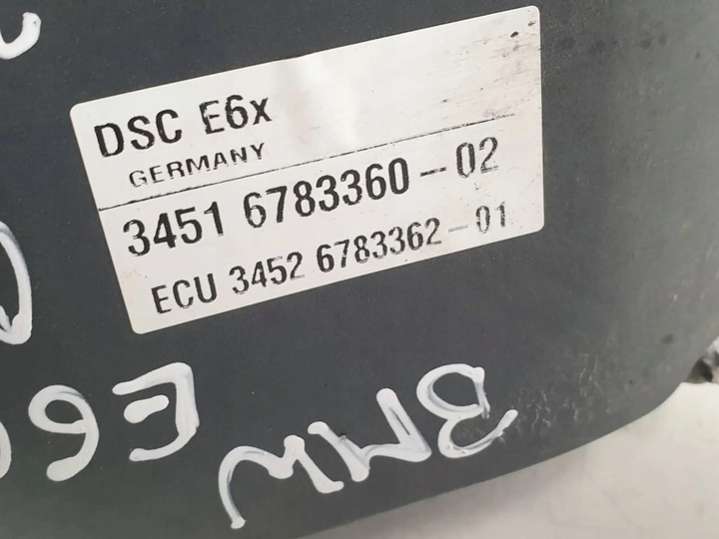 DSC E6x
GERMANY
3451 6783360-02
ECU 3452 6783362-01
BMW
E60